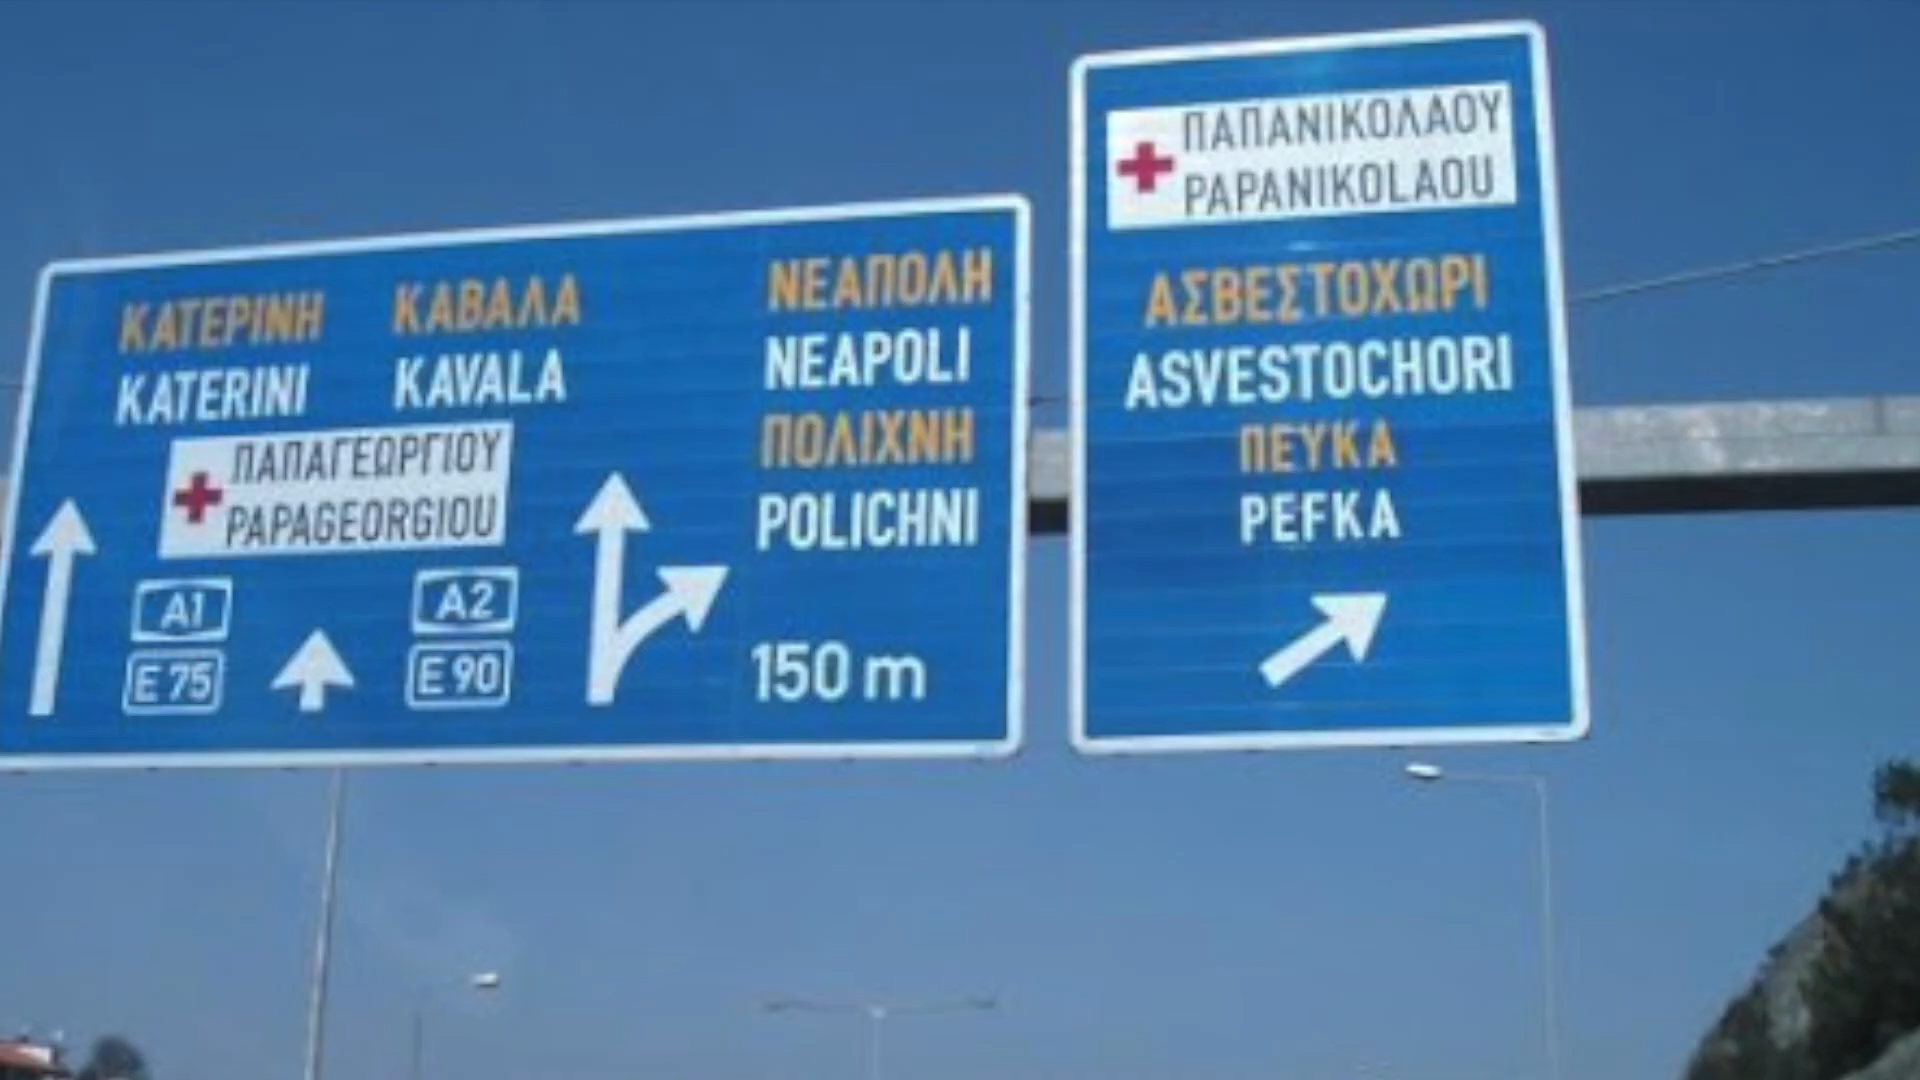 ΚΑΤΕΡΙΝΗ ΚΑΒΑΛΑ
KATERINI KAVALA
ΠΑΠΑΓΕΩΡΓΙΟΥ
PAPAGEORGIOU
A1 A2
E 75 E 90
ΝΕΑΠΟΛΗ
NEAPOLI
ΠΟΛΙΧΝΗ
POLICHNI
150 m
ΠΑΠΑΝΙΚΟΛΑΟΥ
PAPANIKOLAOU
ΑΣΒΕΣΤΟΧΩΡΙ
ASVESTOCHORI
ΠΕΥΚΑ
PEFKA